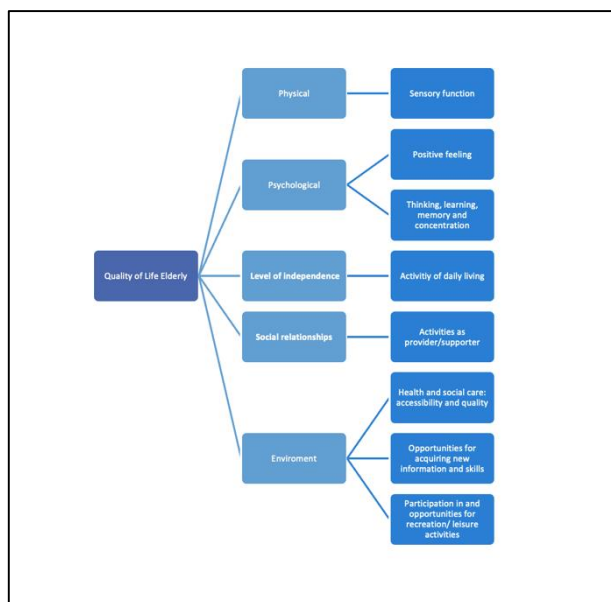 Quality of Life Elderly
Physical
Sensory function
Psychological
Positive feeling
Thinking, learning,
memory and
concentration
Level of independence
Activitiy of daily living
Social relationships
Activities as
provider/supporter
Enviroment
Health and social care:
accessibility and quality
Opportunities for
acquiring new
information and skills
Participation in and
opportunities for
recreation/ leisure
activities